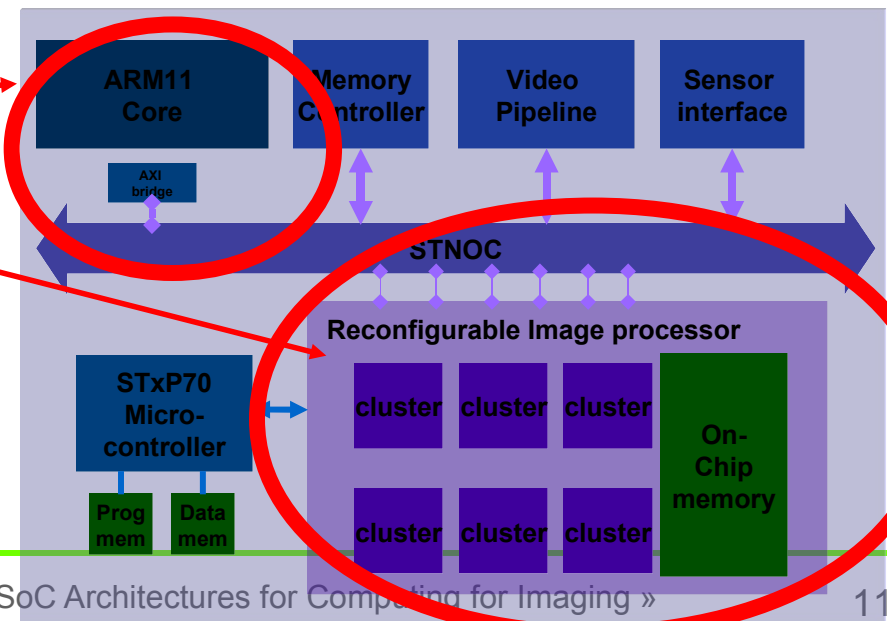 ARM11
Core
Memory
Controller
Video
Pipeline
Sensor
interface
AXI
bridge
STNOC
Reconfigurable Image processor
STxP70
Micro-
controller
cluster cluster cluster
On-
Chip
memory
Prog
mem
Data
mem
cluster cluster cluster
SoC Architectures for Computing for Imaging »
11